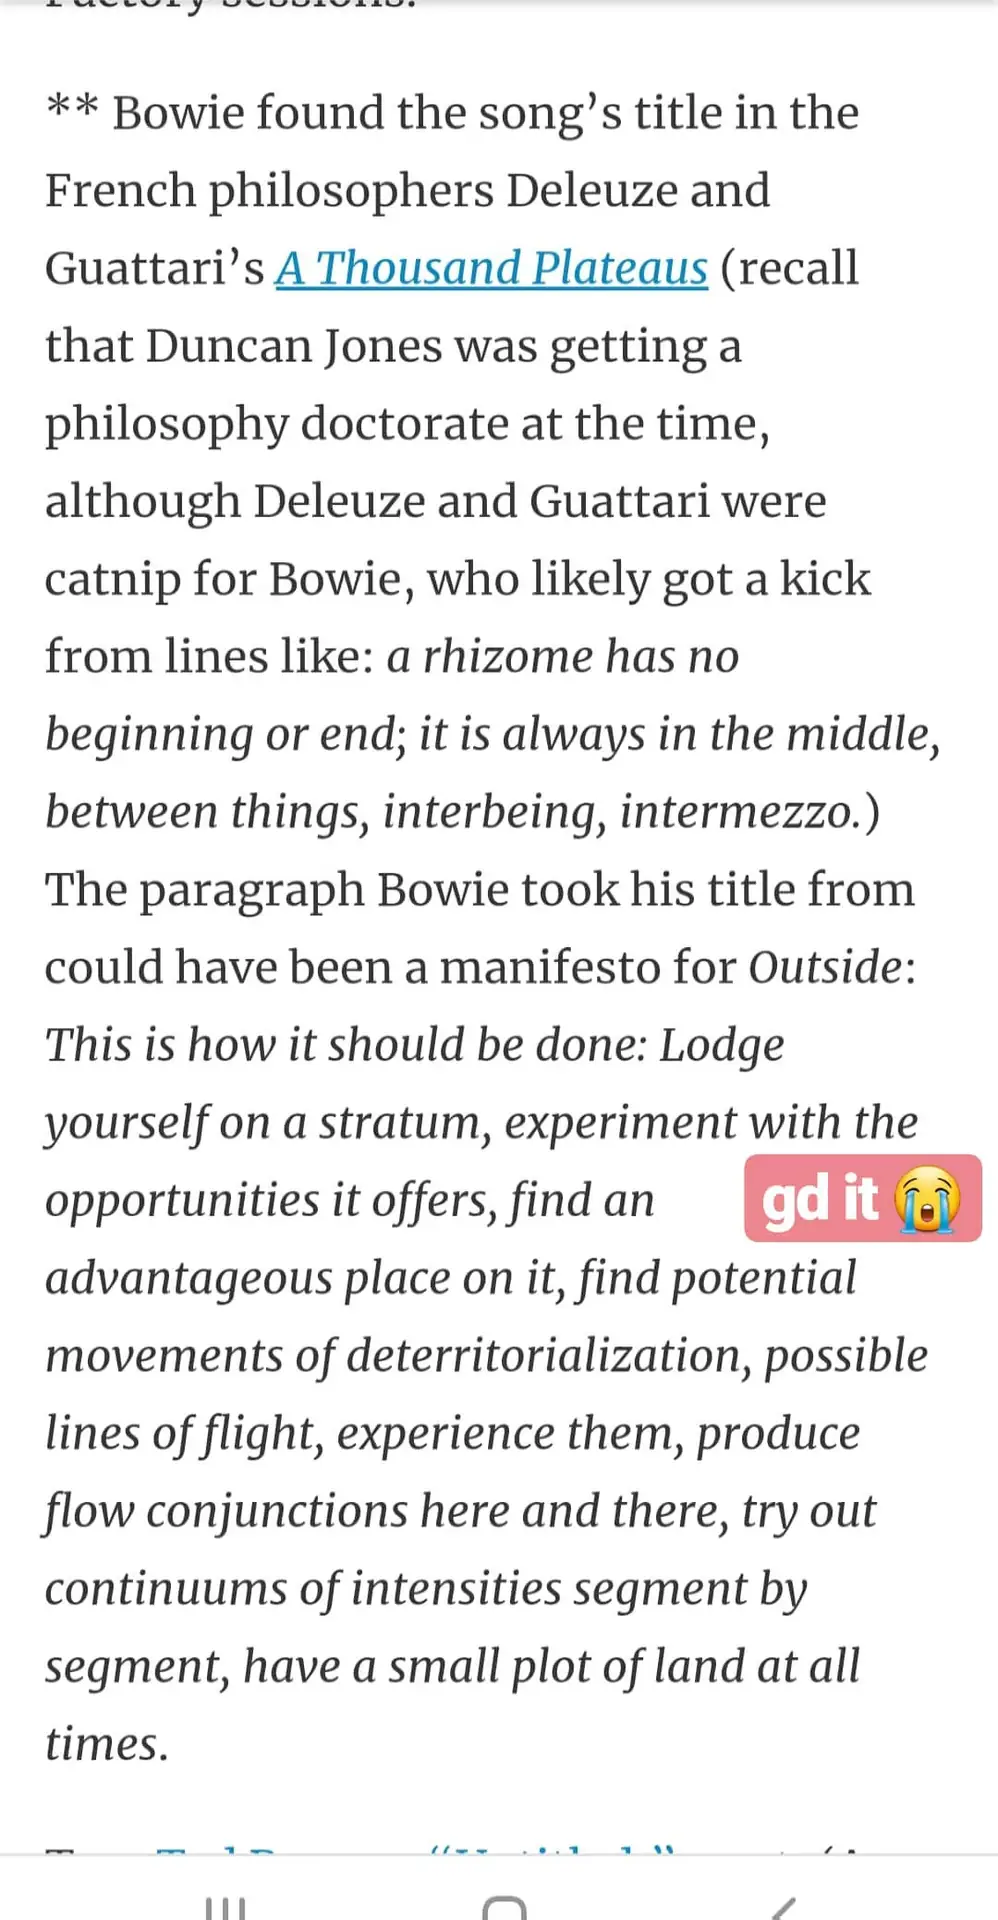 Factory sessions.
** Bowie found the song’s title in the
French philosophers Deleuze and
Guattari’s A Thousand Plateaus (recall
that Duncan Jones was getting a
philosophy doctorate at the time,
although Deleuze and Guattari were
catnip for Bowie, who likely got a kick
from lines like: a rhizome has no
beginning or end; it is always in the middle,
between things, interbeing, intermezzo.)
The paragraph Bowie took his title from
could have been a manifesto for Outside:
This is how it should be done: Lodge
yourself on a stratum, experiment with the
opportunities it offers, find an
gd it 😭
advantageous place on it, find potential
movements of deterritorialization, possible
lines of flight, experience them, produce
flow conjunctions here and there, try out
continuums of intensities segment by
segment, have a small plot of land at all
times.